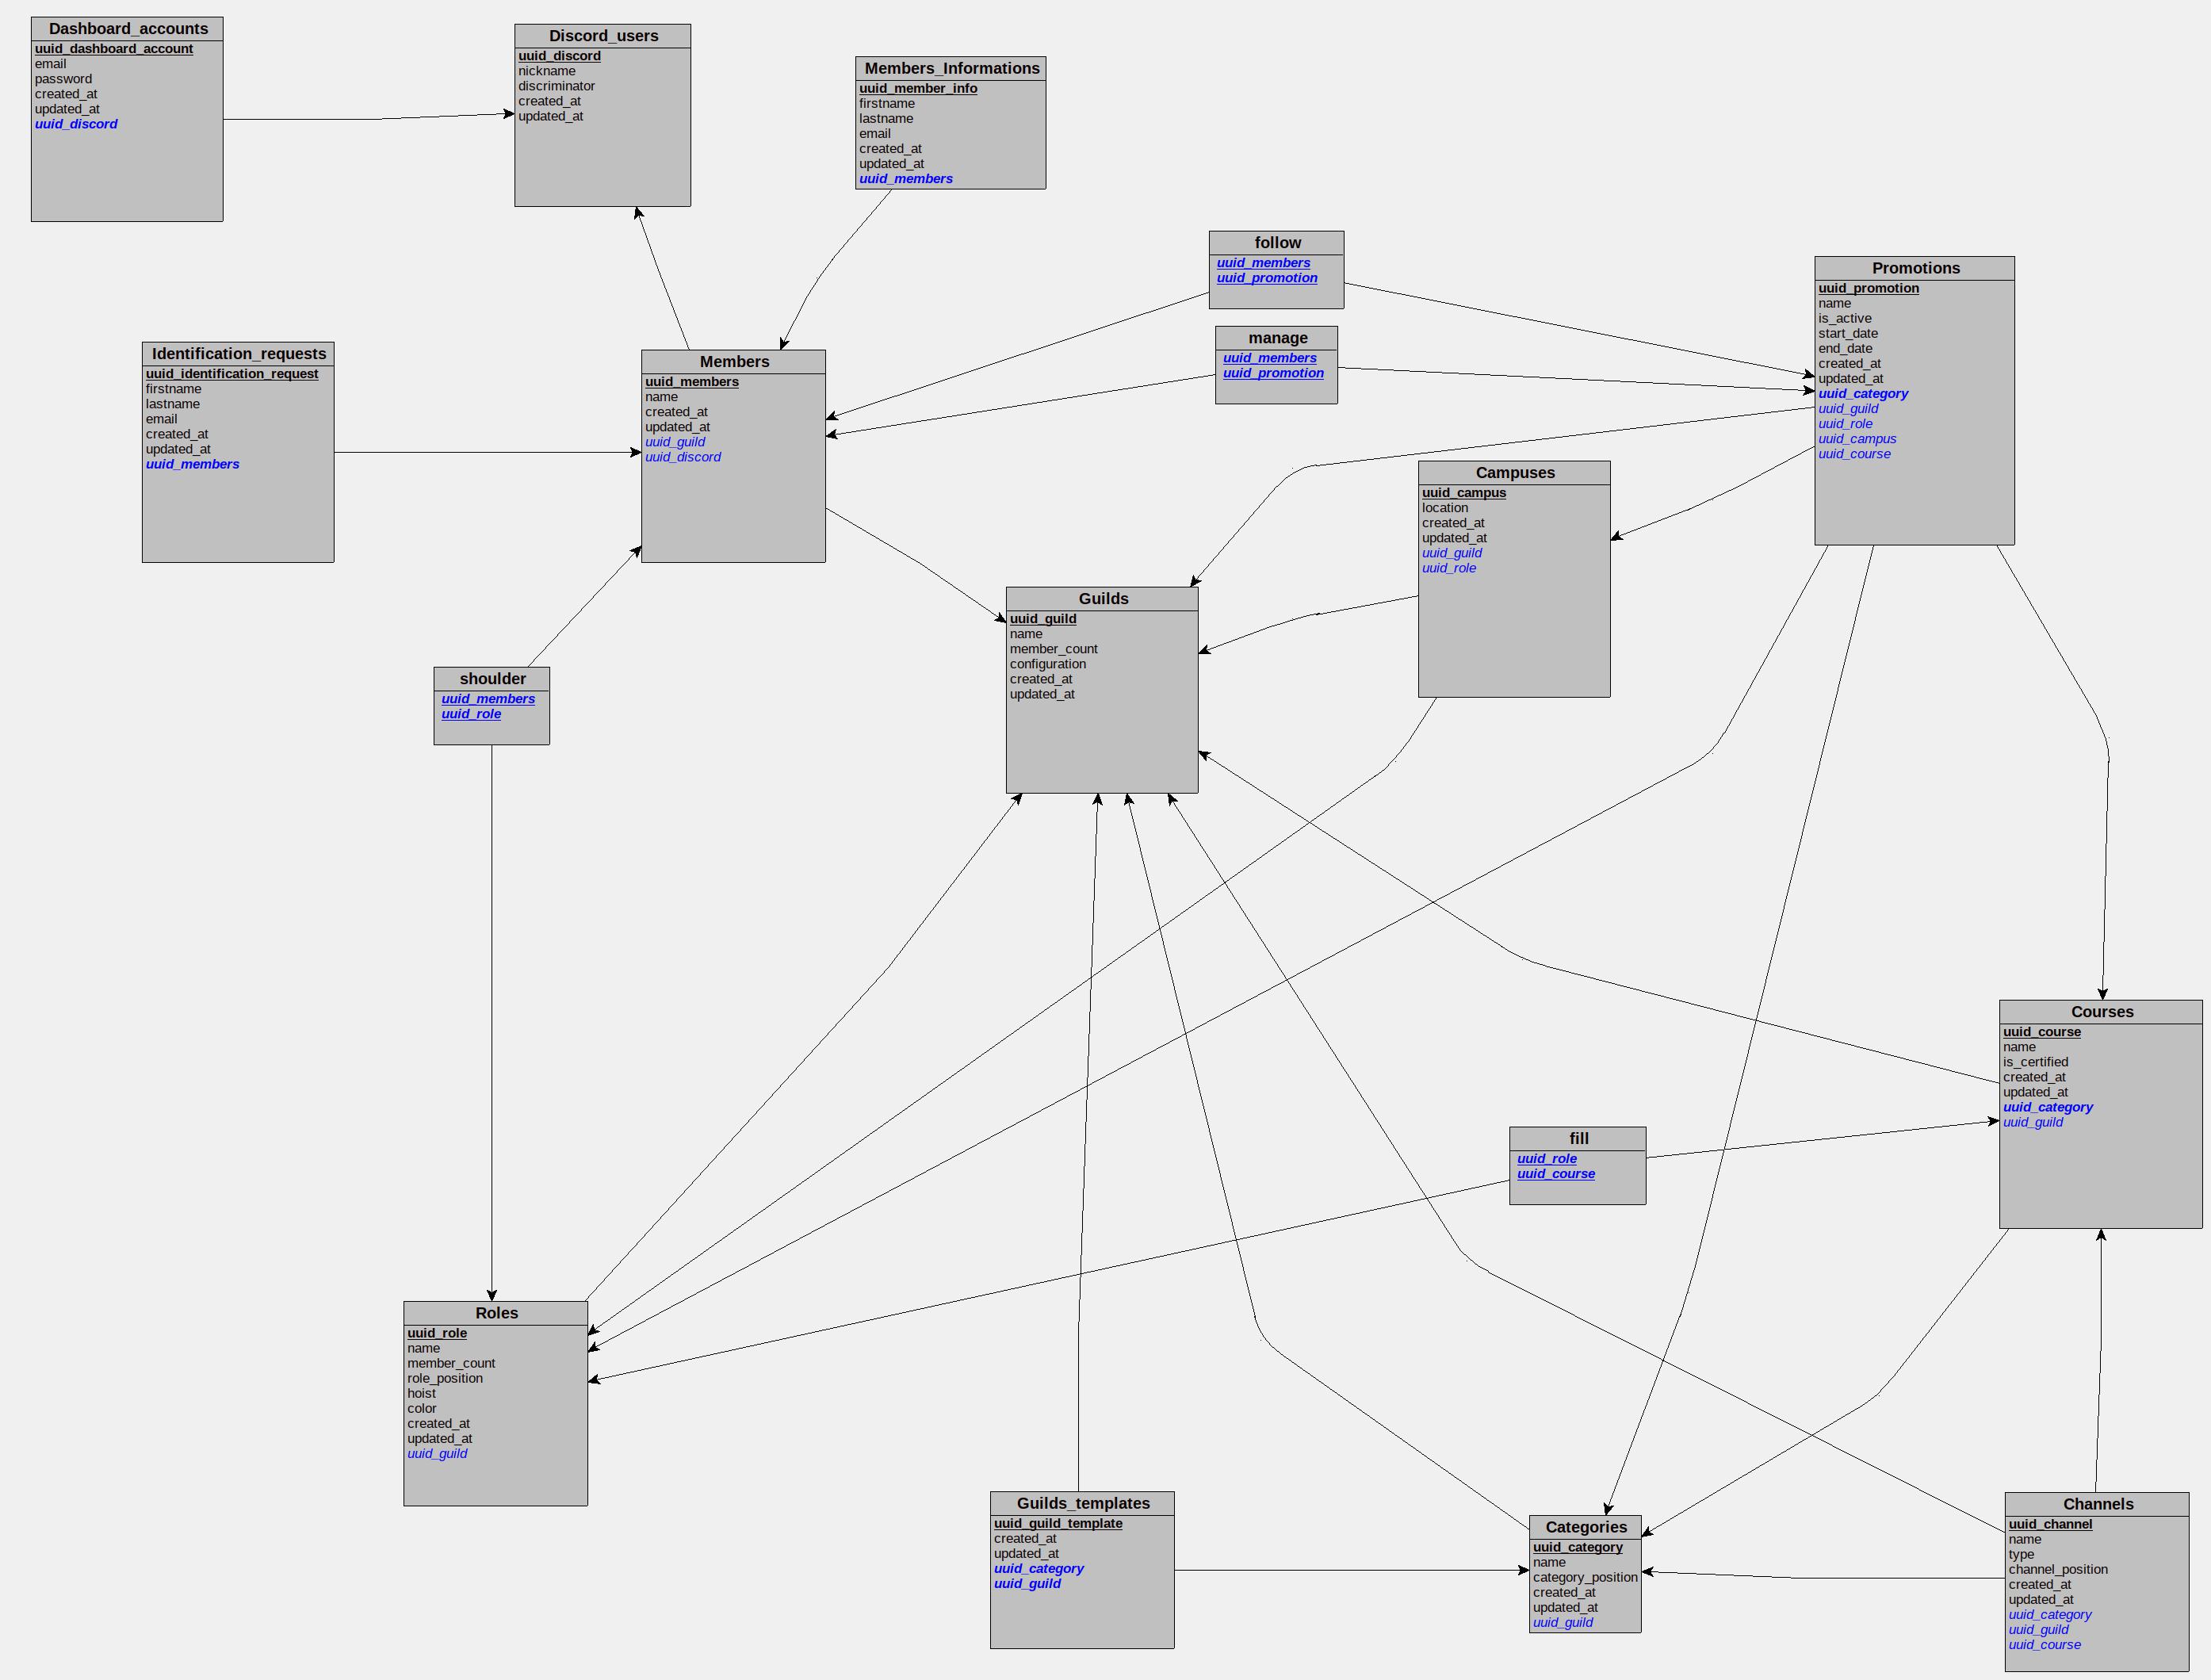 Dashboard_accounts
uuid_dashboard_account
email
password
created_at
updated_at
uuid_discord
Discord_users
uuid_discord
nickname
discriminator
created_at
updated_at
Members_Informations
uuid_member_info
firstname
lastname
email
created_at
updated_at
uuid_members
follow
uuid_members
uuid_promotion
manage
uuid_members
uuid_promotion
Promotions
uuid_promotion
name
is_active
start_date
end_date
created_at
updated_at
uuid_category
uuid_guild
uuid_role
uuid_campus
uuid_course
Identification_requests
uuid_identification_request
firstname
lastname
email
created_at
updated_at
uuid_members
Members
uuid_members
name
created_at
updated_at
uuid_guild
uuid_discord
Campuses
uuid_campus
location
created_at
updated_at
uuid_guild
uuid_role
Guilds
uuid_guild
name
member_count
configuration
created_at
updated_at
shoulder
uuid_members
uuid_role
Courses
uuid_course
name
is_certified
created_at
updated_at
uuid_category
uuid_guild
fill
uuid_role
uuid_course
Roles
uuid_role
name
member_count
role_position
hoist
color
created_at
updated_at
uuid_guild
Guilds_templates
uuid_guild_template
created_at
updated_at
uuid_category
uuid_guild
Categories
uuid_category
name
category_position
created_at
updated_at
uuid_guild
Channels
uuid_channel
name
type
channel_position
created_at
updated_at
uuid_category
uuid_guild
uuid_course